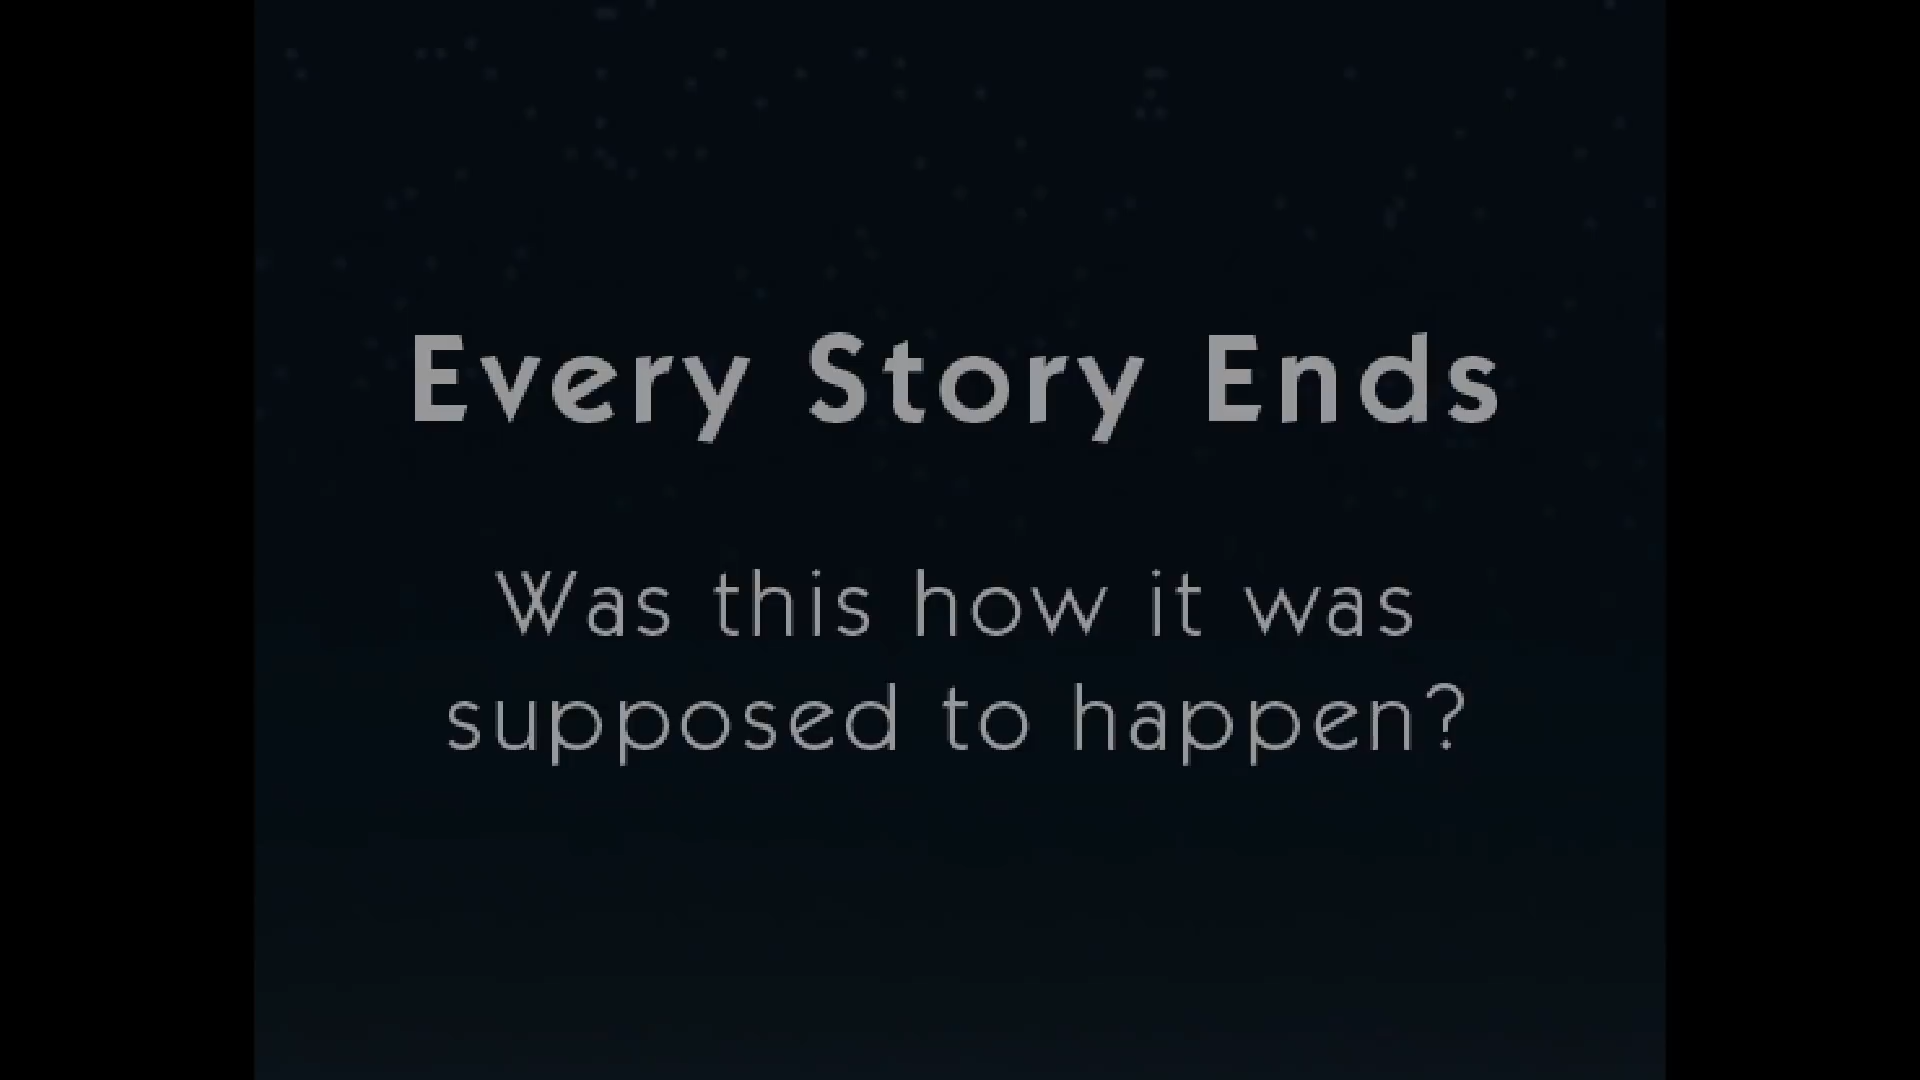 Every Story Ends
Was this how it was
supposed to happen?